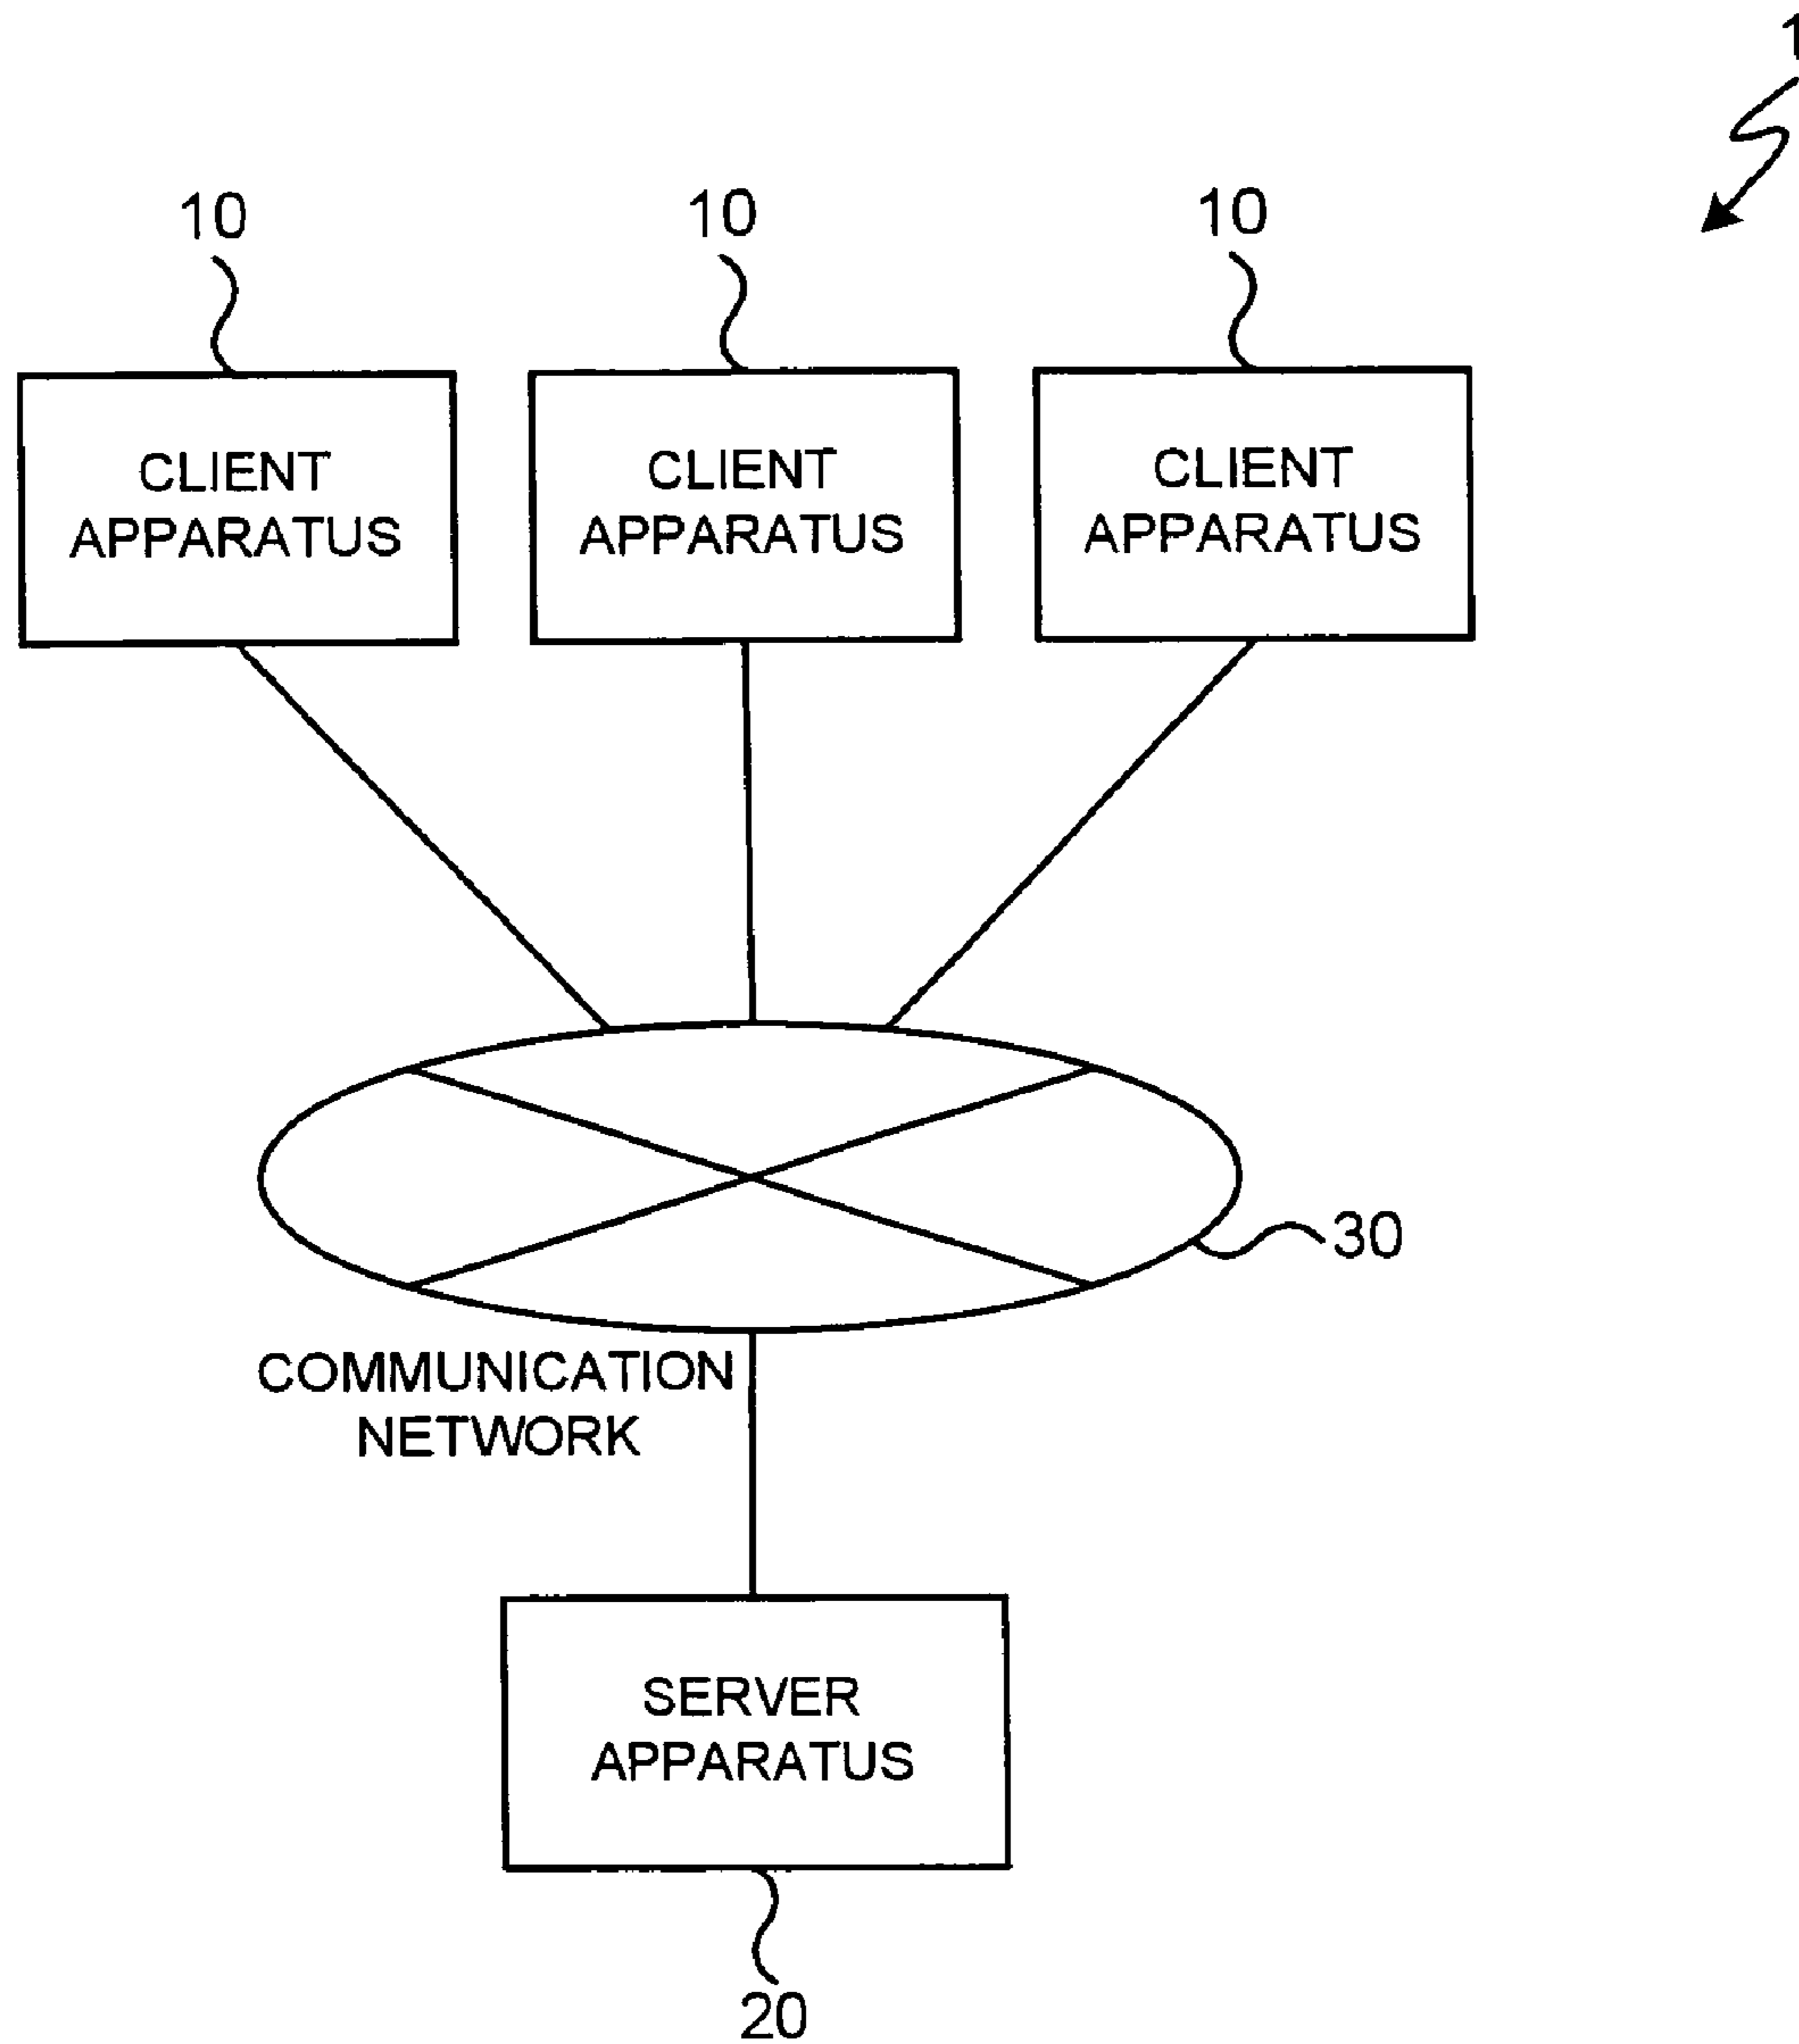 1
10
10
10
CLIENT
APPARATUS
CLIENT
APPARATUS
CLIENT
APPARATUS
30
COMMUNICATION
NETWORK
SERVER
APPARATUS
20